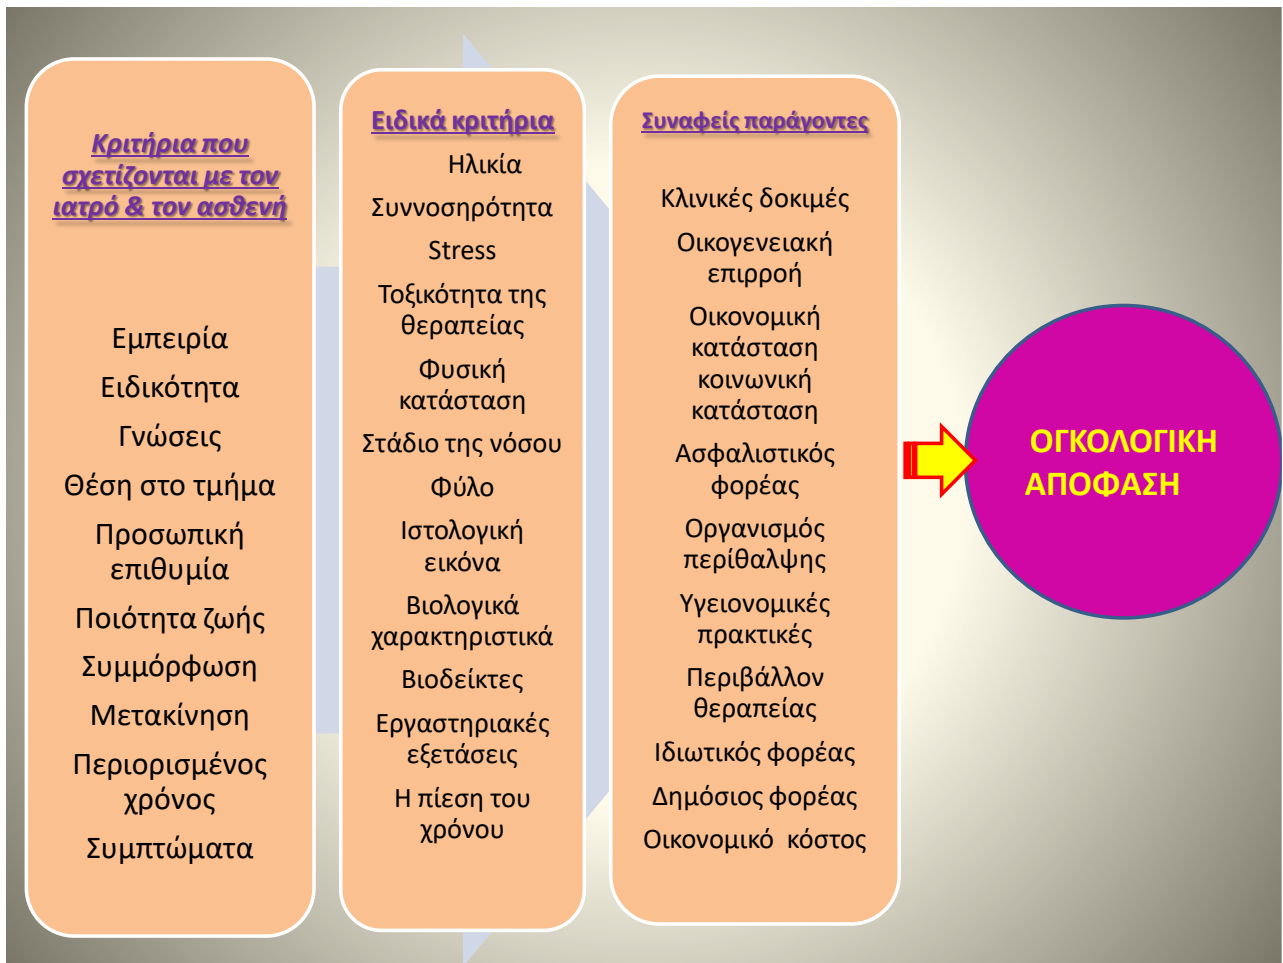 Κριτήρια που
σχετίζονται με τον
ιατρό & τον ασθενή
Εμπειρία
Ειδικότητα
Γνώσεις
Θέση στο τμήμα
Προσωπική
επιθυμία
Ποιότητα ζωής
Συμμόρφωση
Μετακίνηση
Περιορισμένος
χρόνος
Συμπτώματα
Ειδικά κριτήρια
Ηλικία
Συννοσηρότητα
Stress
Τοξικότητα της
θεραπείας
Φυσική
κατάσταση
Στάδιο της νόσου
Φύλο
Ιστολογική
εικόνα
Βιολογικά
χαρακτηριστικά
Βιοδείκτες
Εργαστηριακές
εξετάσεις
Η πίεση του
χρόνου
Συναφείς παράγοντες
Κλινικές δοκιμές
Οικογενειακή
επιρροή
Οικονομική
κατάσταση
κοινωνική
κατάσταση
Ασφαλιστικός
φορέας
Οργανισμός
περίθαλψης
Υγειονομικές
πρακτικές
Περιβάλλον
θεραπείας
Ιδιωτικός φορέας
Δημόσιος φορέας
Οικονομικό κόστος
ΟΓΚΟΛΟΓΙΚΗ
ΑΠΟΦΑΣΗ